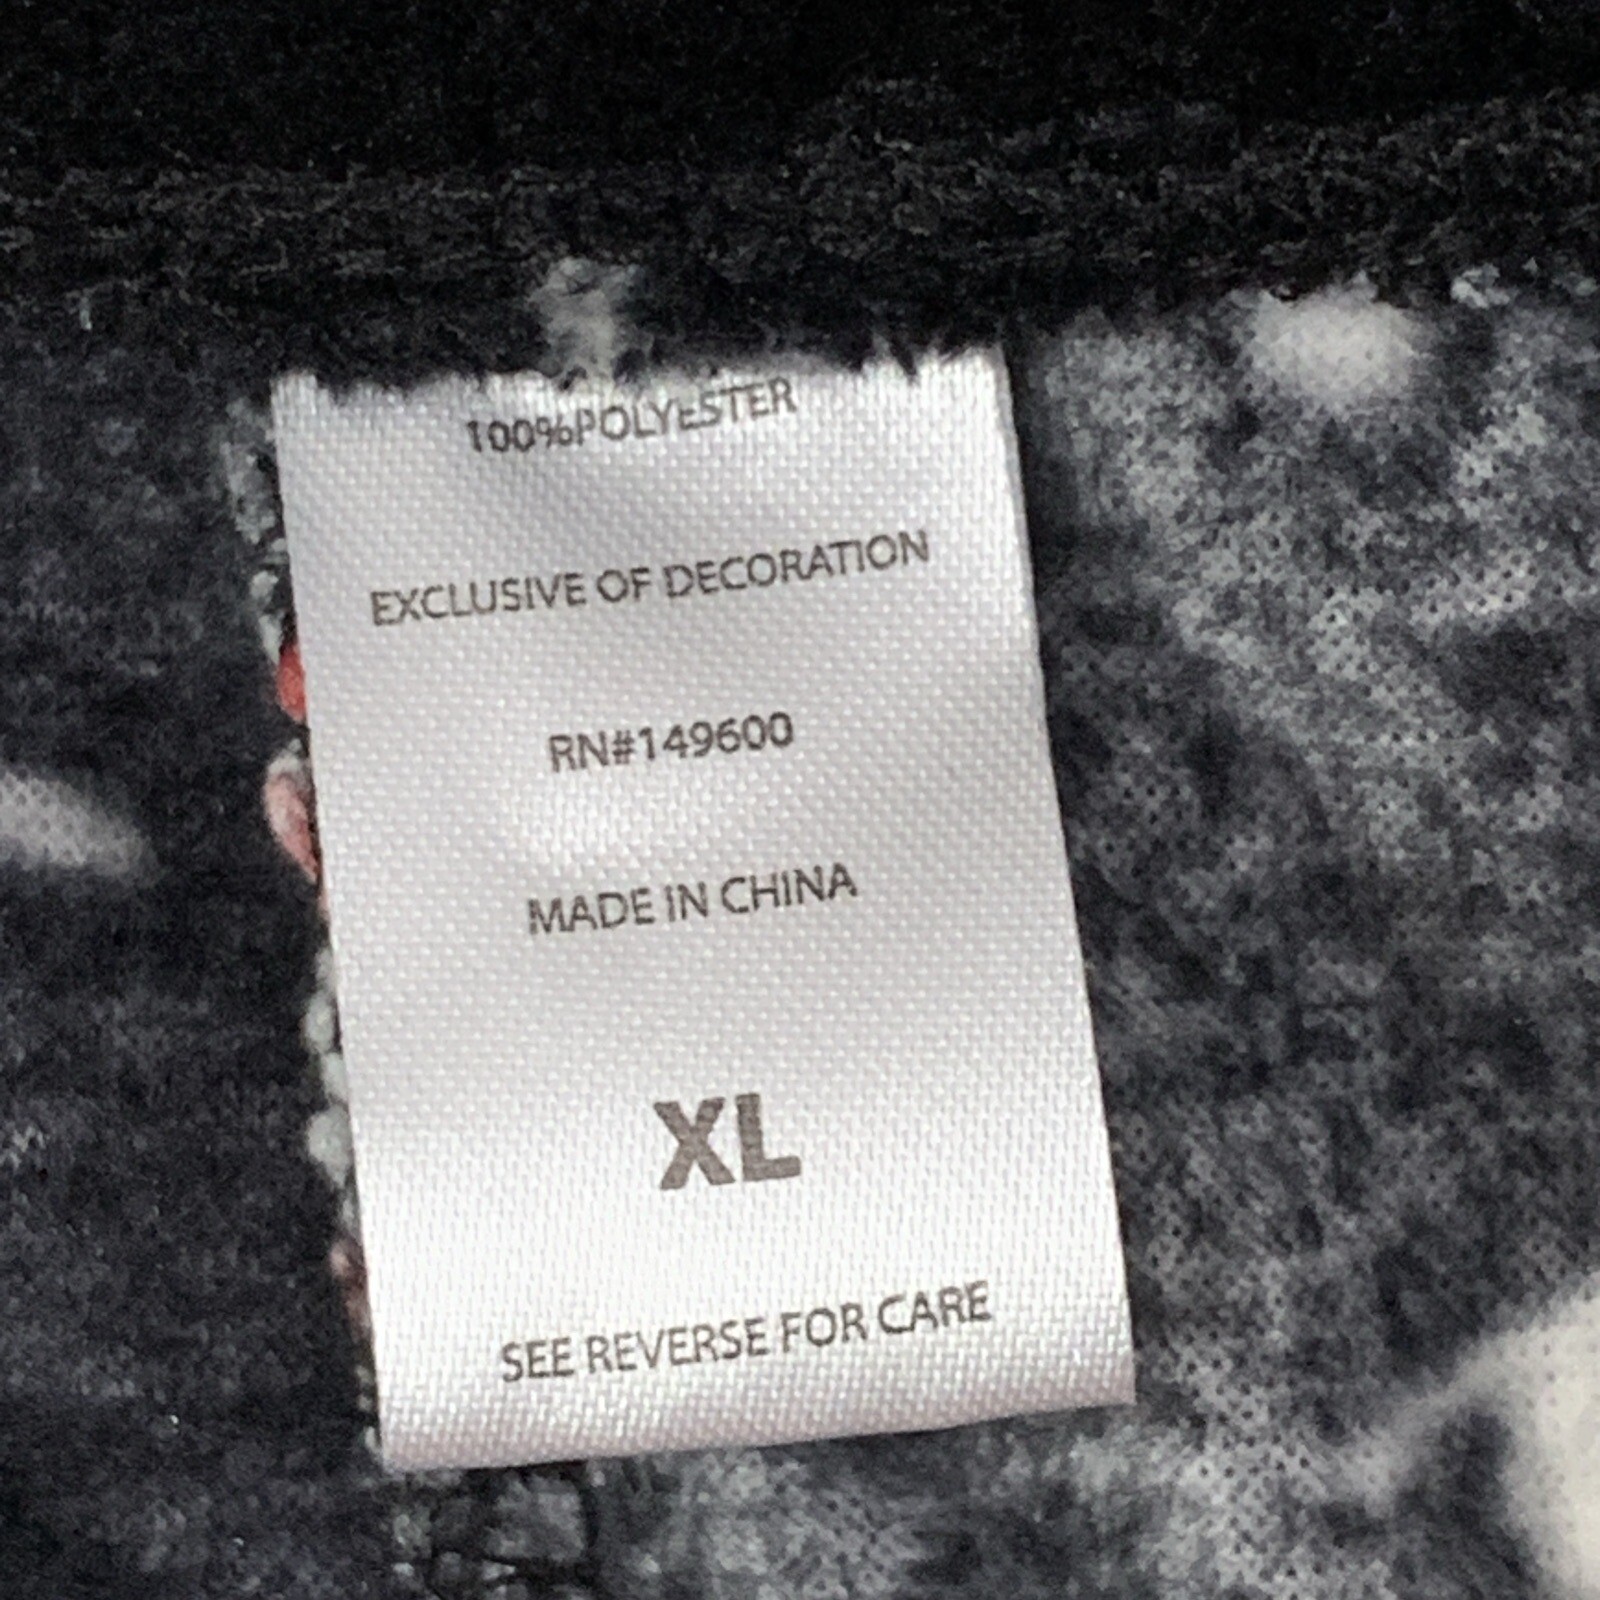 100%POLYESTER
EXCLUSIVE OF DECORATION
RN#149600
MADE IN CHINA
XL
SEE REVERSE FOR CARE